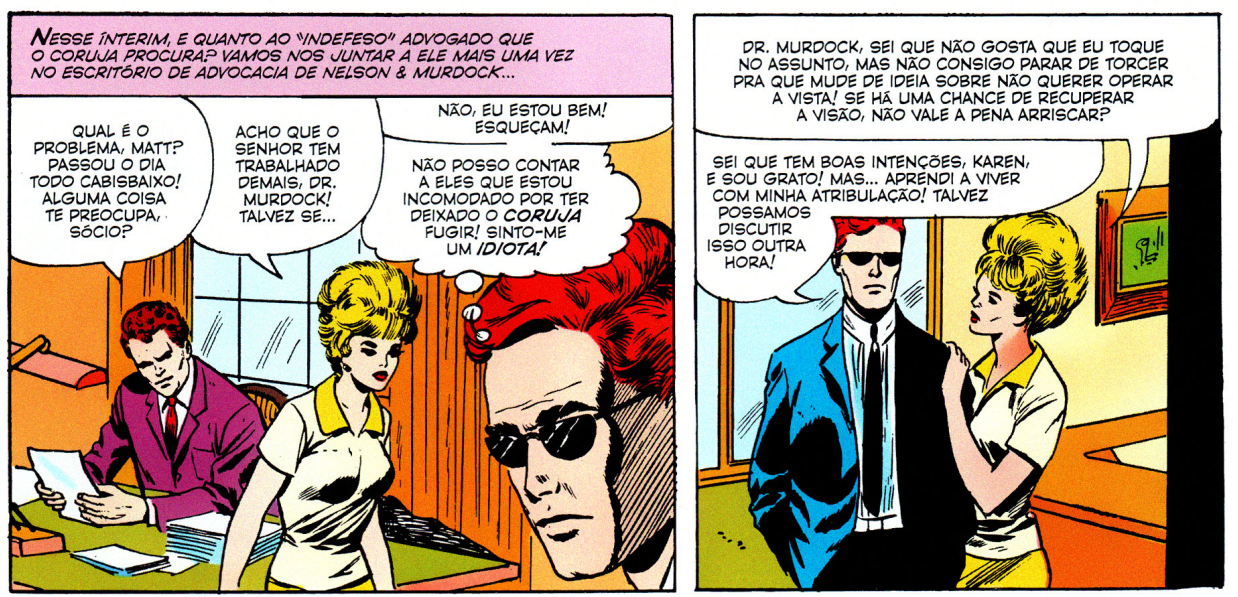 NESSE ÍNTERIM, E QUANTO AO "INDEFESO" ADVOGADO QUE
O CORUJA PROCURA? VAMOS NOS JUNTAR A ELE MAIS UMA VEZ
NO ESCRITÓRIO DE ADVOCACIA DE NELSON & MURDOCK...
QUAL É O
PROBLEMA, MATT?
PASSOU O DIA
TODO CABISBAIXO!
ALGUMA COISA
TE PREOCUPA,
SÓCIO?
ACHO QUE O
SENHOR TEM
TRABALHADO
DEMAIS, DR.
MURDOCK!
TALVEZ SE...
NÃO, EU ESTOU BEM!
ESQUEÇAM!
NÃO POSSO CONTAR
A ELES QUE ESTOU
INCOMODADO POR TER
DEIXADO O CORUJA
FUGIR! SINTO-ME
UM IDIOTA!
DR. MURDOCK, SEI QUE NÃO GOSTA QUE EU TOQUE
NO ASSUNTO, MAS NÃO CONSIGO PARAR DE TORCER
PRA QUE MUDE DE IDEIA SOBRE NÃO QUERER OPERAR
A VISTA! SE HÁ UMA CHANCE DE RECUPERAR
A VISÃO, NÃO VALE A PENA ARRISCAR?
SEI QUE TEM BOAS INTENÇÕES, KAREN,
E SOU GRATO! MAS... APRENDI A VIVER
COM MINHA ATRIBULAÇÃO! TALVEZ
POSSAMOS
DISCUTIR
ISSO OUTRA
HORA!